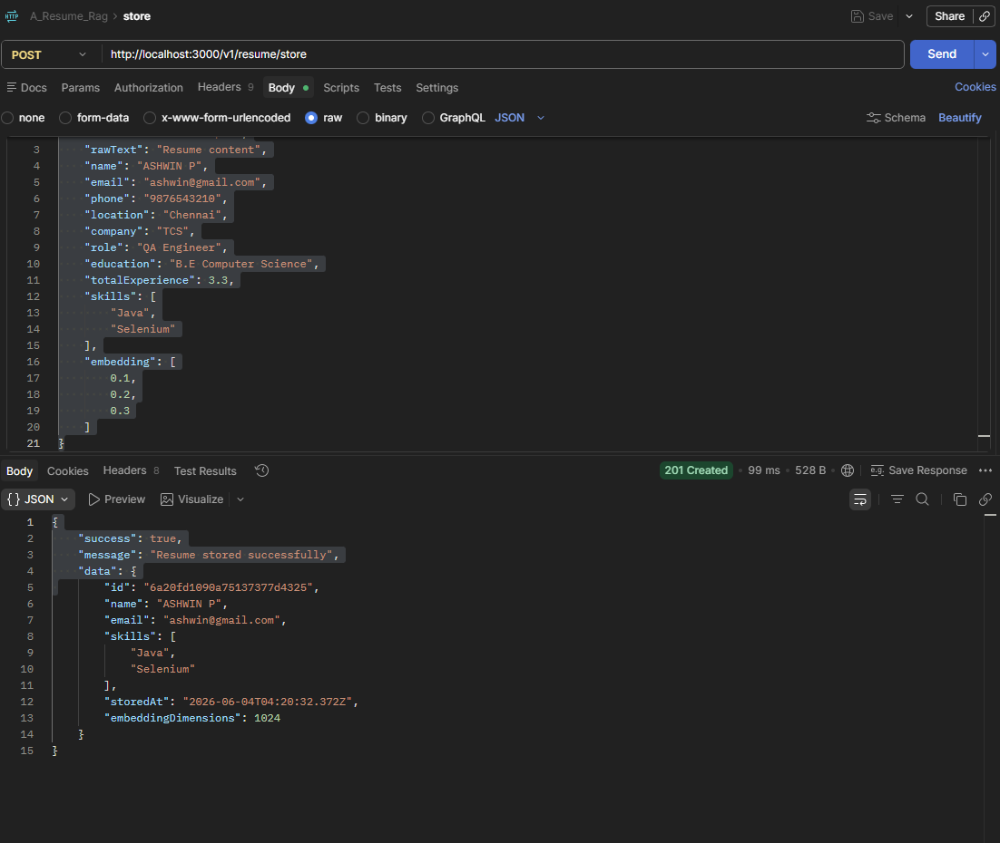 HTTP A_Resume_Rag > store Save Share
POST http://localhost:3000/v1/resume/store Send
Docs Params Authorization Headers 9 Body Scripts Tests Settings Cookies
none form-data x-www-form-urlencoded raw binary GraphQL JSON Schema Beautify
3 "rawText": "Resume content",
4 "name": "ASHWIN P",
5 "email": "ashwin@gmail.com",
6 "phone": "9876543210",
7 "location": "Chennai",
8 "company": "TCS",
9 "role": "QA Engineer",
10 "education": "B.E Computer Science",
11 "totalExperience": 3.3,
12 "skills": [
13 "Java",
14 "Selenium"
15 ],
16 "embedding": [
17 0.1,
18 0.2,
19 0.3
20 ]
21 }
Body Cookies Headers 8 Test Results 201 Created • 99 ms • 528 B • e.g. Save Response •••
{} JSON Preview Visualize
1 {
2 "success": true,
3 "message": "Resume stored successfully",
4 "data": {
5 "id": "6a20fd1090a75137377d4325",
6 "name": "ASHWIN P",
7 "email": "ashwin@gmail.com",
8 "skills": [
9 "Java",
10 "Selenium"
11 ],
12 "storedAt": "2026-06-04T04:20:32.372Z",
13 "embeddingDimensions": 1024
14 }
15 }